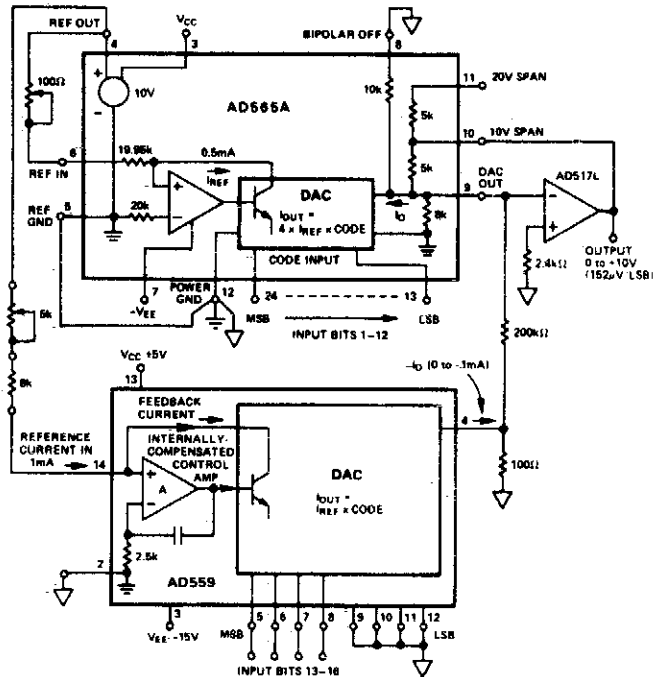 REF OUT
4
VCC
3
BIPOLAR OFF
8
100Ω
+
10V
-
AD565A
10k
5k
11
20V SPAN
10
10V SPAN
5k
6
19.95k
0.5mA
IREF
REF IN
+
-
DAC
IOUT =
4 × IREF × CODE
9
DAC
OUT
AD517L
-
+
IO
8k
5
REF
GND
20k
CODE INPUT
2.4kΩ
OUTPUT
0 to +10V
(152μV/LSB)
7
-VEE
POWER
GND
12
24
MSB
13
LSB
INPUT BITS 1-12
5k
8k
200kΩ
VCC +5V
13
-IO (0 to -.1mA)
FEEDBACK
CURRENT
INTERNALLY-
COMPENSATED
CONTROL
AMP
REFERENCE
CURRENT IN
1mA
14
+
A
-
DAC
IOUT =
IREF × CODE
4
100Ω
2.5k
2
AD559
3
VEE -15V
MSB
5
6
7
8
9
10
11
12
LSB
INPUT BITS 13-16